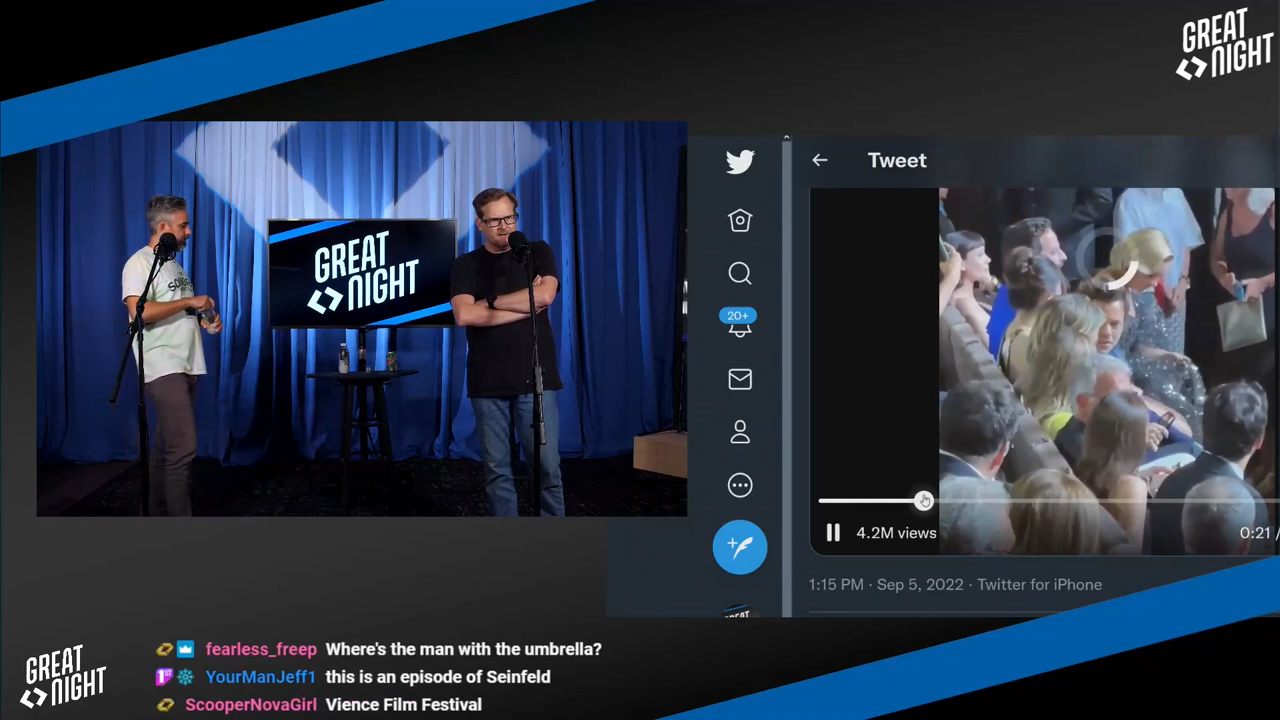 GREAT
NIGHT
GREAT
NIGHT
Tweet
20+
4.2M views
0:21 /
1:15 PM · Sep 5, 2022 · Twitter for iPhone
GREAT
NIGHT
fearless_freep Where's the man with the umbrella?
YourManJeff1 this is an episode of Seinfeld
ScooperNovaGirl Vience Film Festival